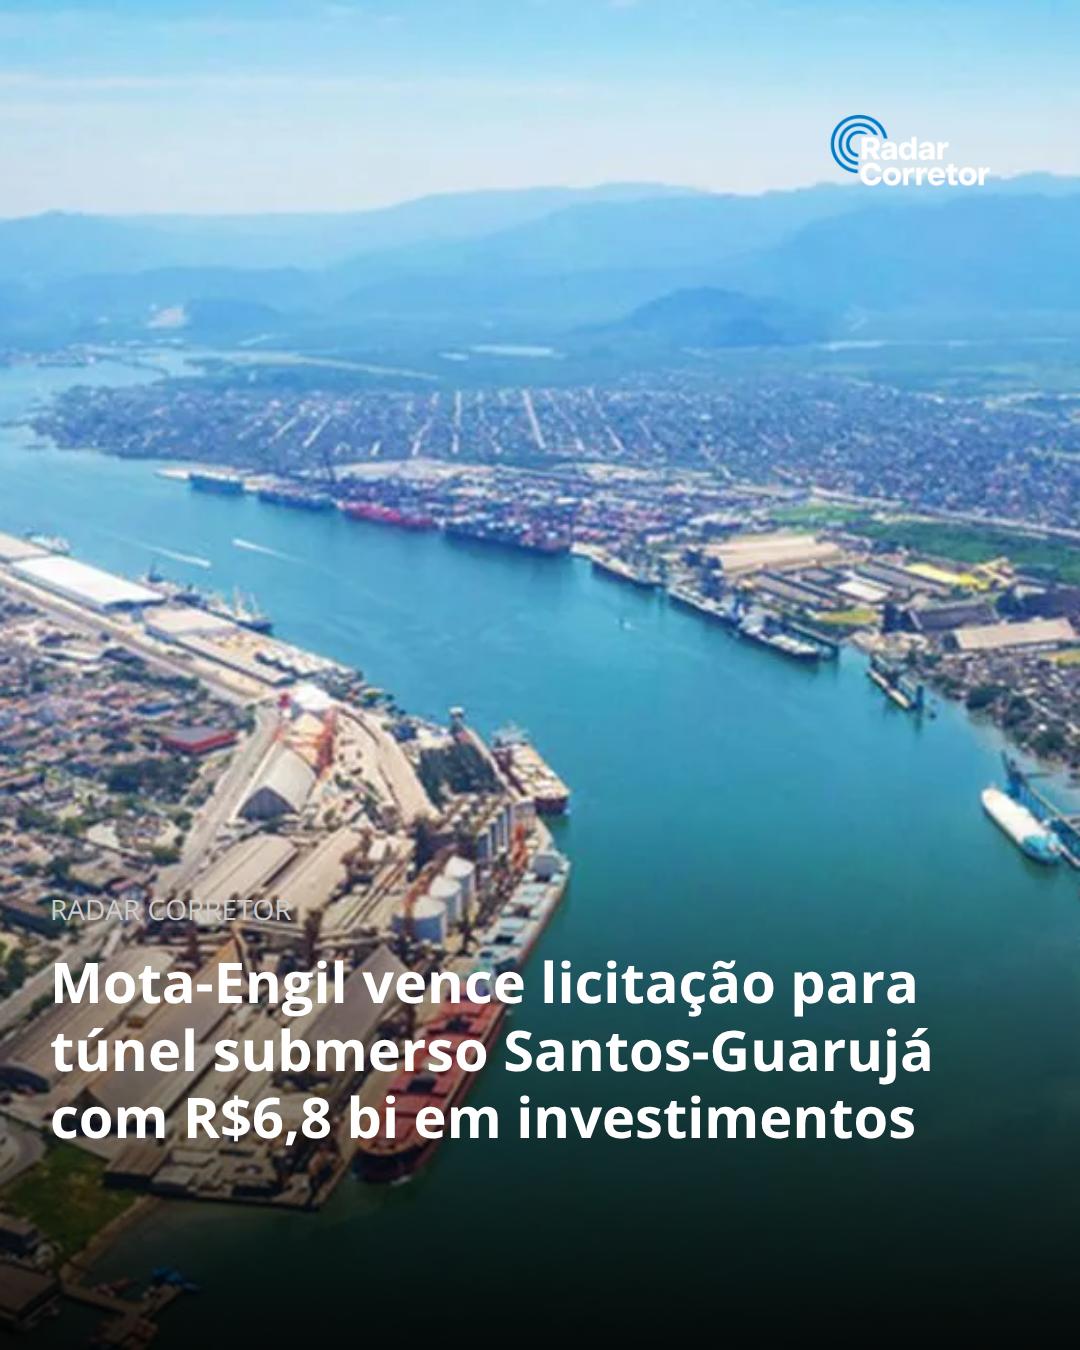 Radar
Corretor
RADAR CORRETOR
Mota-Engil vence licitação para
túnel submerso Santos-Guarujá
com R$6,8 bi em investimentos